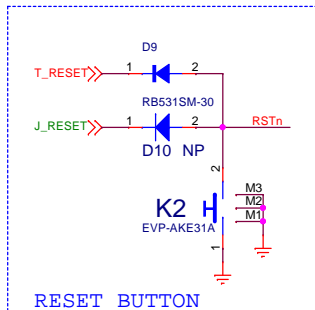 D9
T_RESET 1 2
RB531SM-30
J_RESET 1 2 RSTn
D10 NP
2
M3
K2 M2
M1
EVP-AKE31A
1
RESET BUTTON